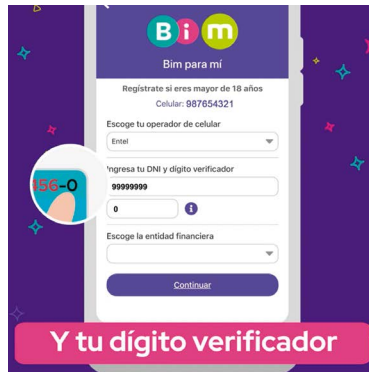 Bim
Bim para mí
Regístrate si eres mayor de 18 años
Celular: 987654321
Escoge tu operador de celular
Entel
Ingresa tu DNI y dígito verificador
456-0
99999999
0
i
Escoge la entidad financiera
Continuar
Y tu dígito verificador